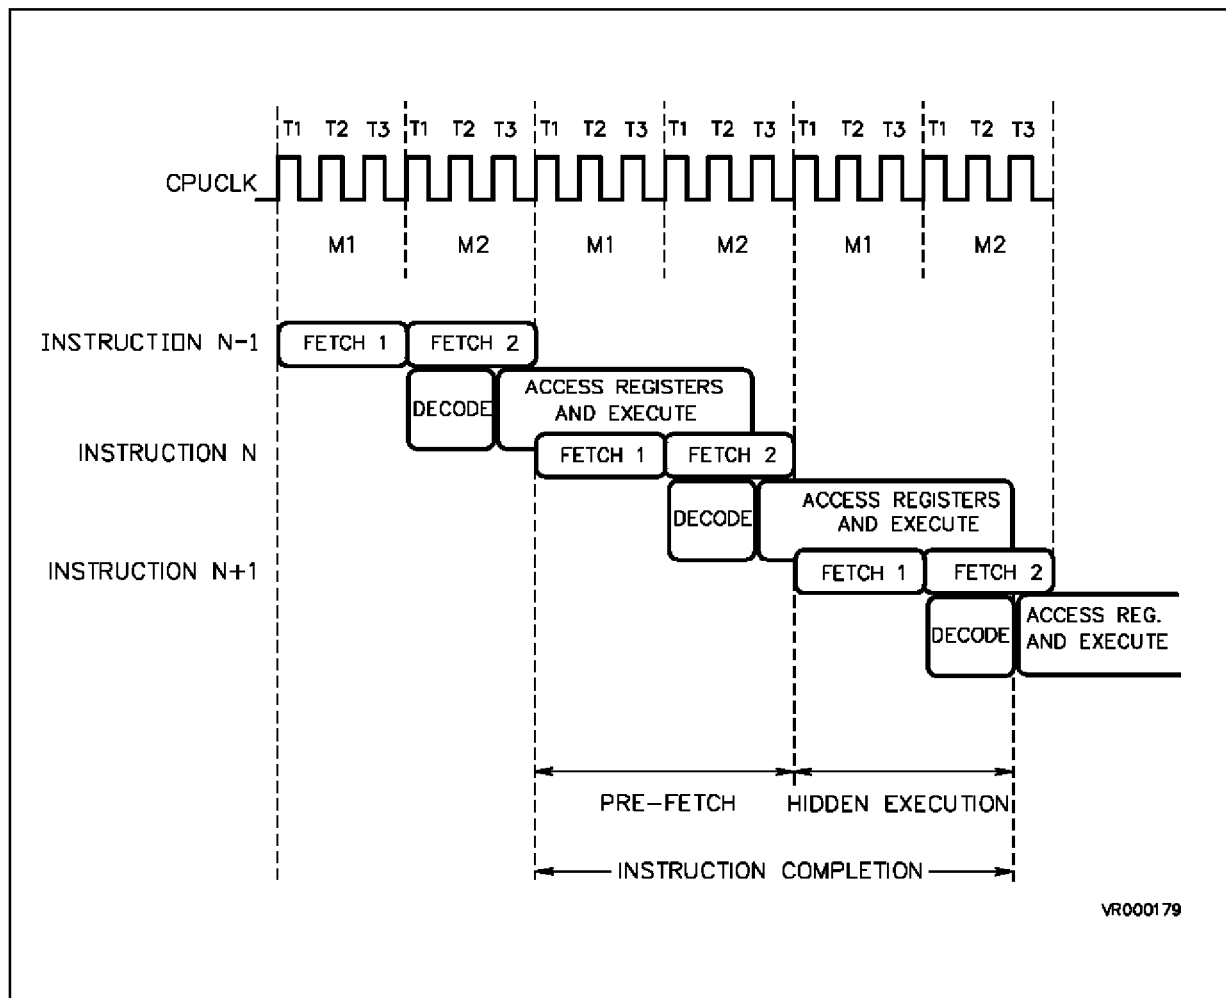 T1 T2 T3 T1 T2 T3 T1 T2 T3 T1 T2 T3 T1 T2 T3 T1 T2 T3
CPUCLK
M1 M2 M1 M2 M1 M2
INSTRUCTION N-1 FETCH 1 FETCH 2
DECODE
ACCESS REGISTERS
AND EXECUTE
INSTRUCTION N FETCH 1 FETCH 2
DECODE
ACCESS REGISTERS
AND EXECUTE
INSTRUCTION N+1 FETCH 1 FETCH 2
DECODE
ACCESS REG.
AND EXECUTE
PRE-FETCH HIDDEN EXECUTION
INSTRUCTION COMPLETION
VR000179